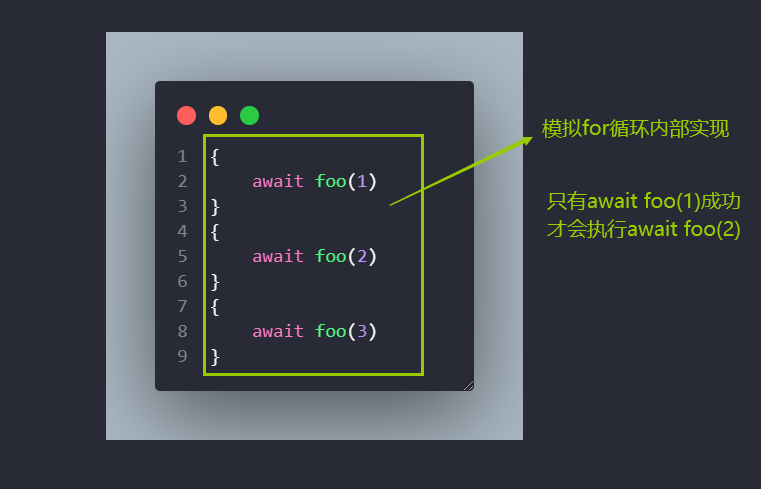 1 {
2     await foo(1)
3 }
4 {
5     await foo(2)
6 }
7 {
8     await foo(3)
9 }
模拟for循环内部实现
只有await foo(1)成功
才会执行await foo(2)